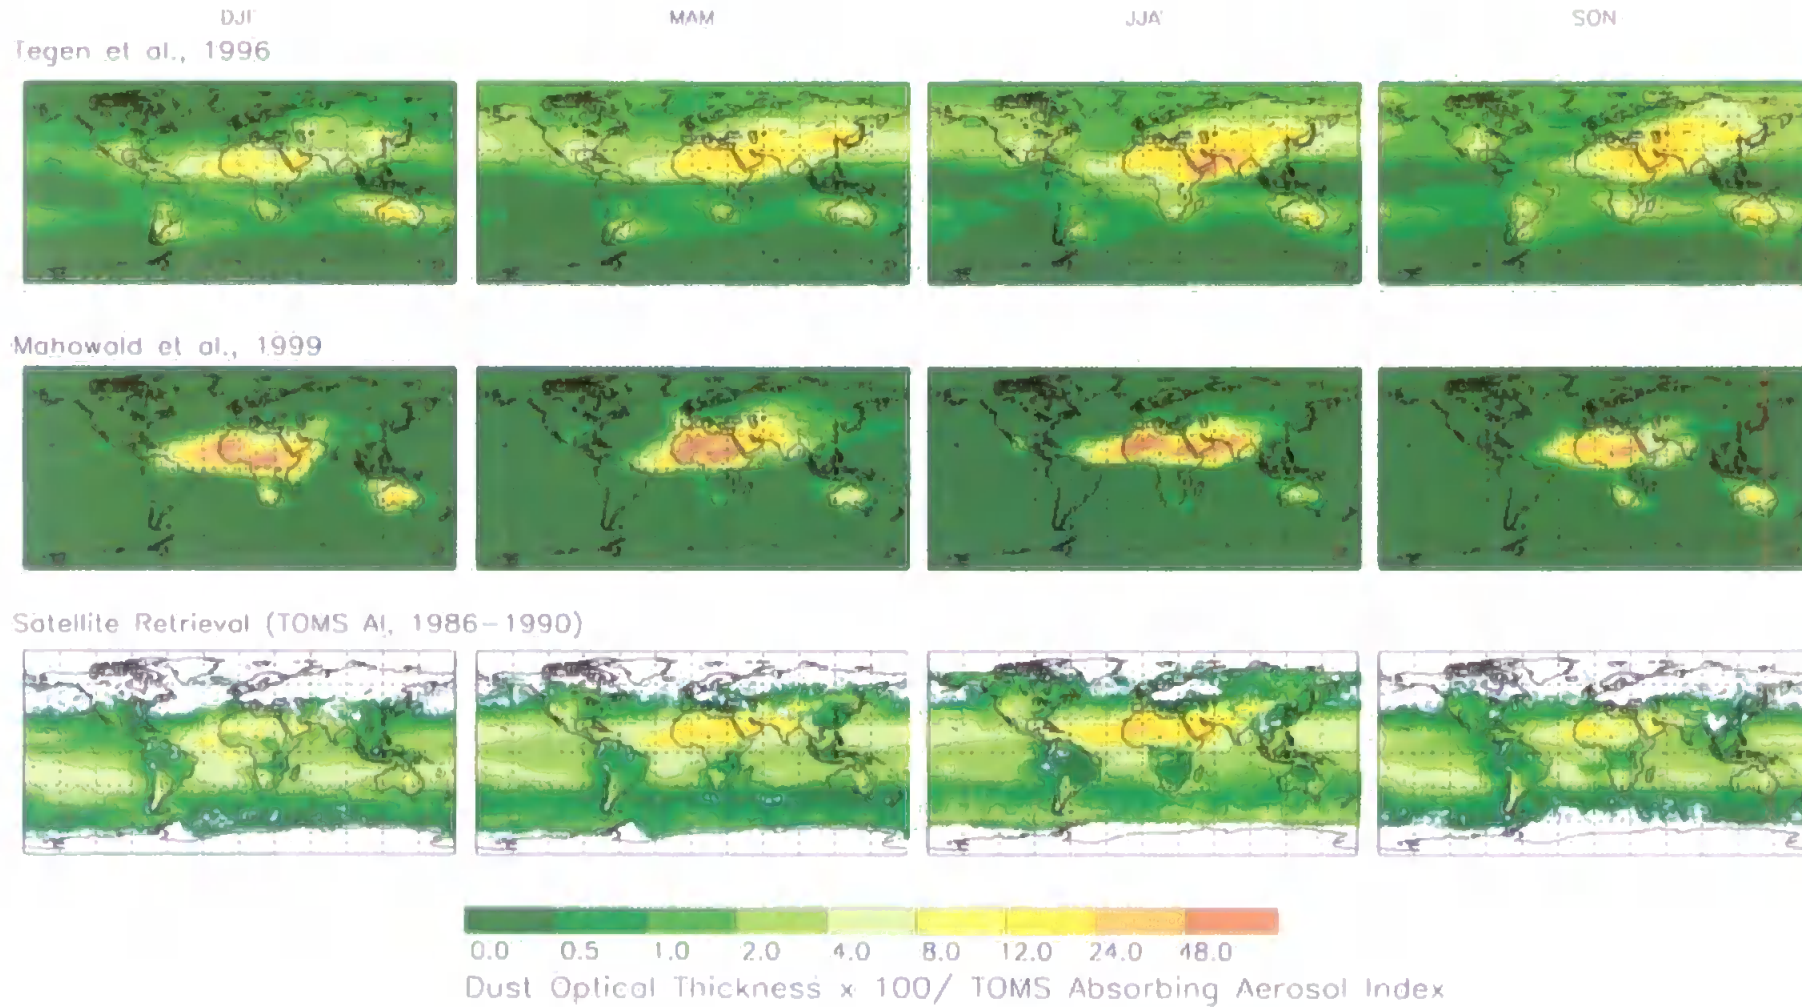 DJF MAM JJA SON
Tegen et al., 1996
Mahowald et al., 1999
Satellite Retrieval (TOMS AI, 1986–1990)
0.0 0.5 1.0 2.0 4.0 8.0 12.0 24.0 48.0
Dust Optical Thickness x 100/ TOMS Absorbing Aerosol Index